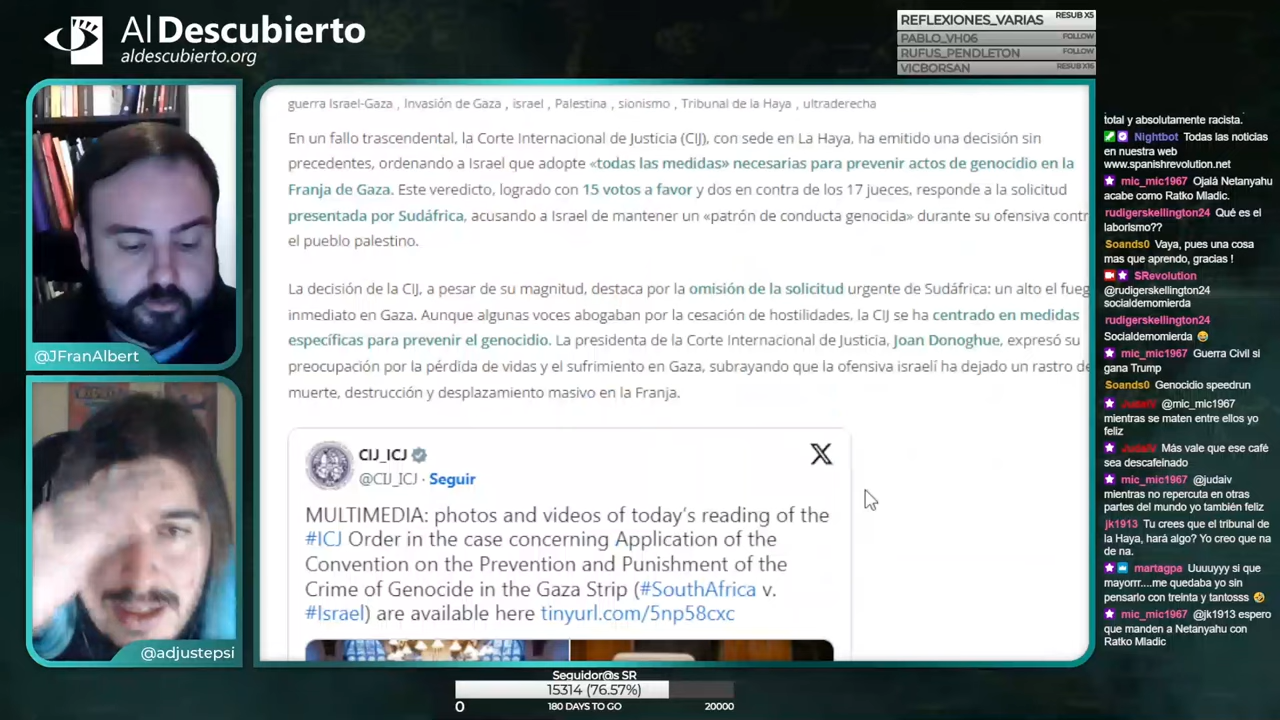 Al Descubierto
aldescubierto.org
REFLEXIONES_VARIAS RESUB X5
PABLO_VH06 FOLLOW
RUFUS_PENDLETON FOLLOW
VICBORSAN RESUB X16
@JFranAlbert
@adjustepsi
guerra Israel-Gaza , Invasión de Gaza , israel , Palestina , sionismo , Tribunal de la Haya , ultraderecha
En un fallo trascendental, la Corte Internacional de Justicia (CIJ), con sede en La Haya, ha emitido una decisión sin
precedentes, ordenando a Israel que adopte «todas las medidas» necesarias para prevenir actos de genocidio en la
Franja de Gaza. Este veredicto, logrado con 15 votos a favor y dos en contra de los 17 jueces, responde a la solicitud
presentada por Sudáfrica, acusando a Israel de mantener un «patrón de conducta genocida» durante su ofensiva contr
el pueblo palestino.
La decisión de la CIJ, a pesar de su magnitud, destaca por la omisión de la solicitud urgente de Sudáfrica: un alto el fueg
inmediato en Gaza. Aunque algunas voces abogaban por la cesación de hostilidades, la CIJ se ha centrado en medidas
específicas para prevenir el genocidio. La presidenta de la Corte Internacional de Justicia, Joan Donoghue, expresó su
preocupación por la pérdida de vidas y el sufrimiento en Gaza, subrayando que la ofensiva israelí ha dejado un rastro de
muerte, destrucción y desplazamiento masivo en la Franja.
CIJ_ICJ
@CIJ_ICJ · Seguir
MULTIMEDIA: photos and videos of today's reading of the
#ICJ Order in the case concerning Application of the
Convention on the Prevention and Punishment of the
Crime of Genocide in the Gaza Strip (#SouthAfrica v.
#Israel) are available here tinyurl.com/5np58cxc
total y absolutamente racista.
Nightbot Todas las noticias
en nuestra web
www.spanishrevolution.net
mic_mic1967 Ojalá Netanyahu
acabe como Ratko Mladic.
rudigerskellington24 Qué es el
laborismo??
Soands0 Vaya, pues una cosa
mas que aprendo, gracias !
SRevolution
@rudigerskellington24
socialdemomierda
rudigerskellington24
Socialdemomierda
mic_mic1967 Guerra Civil si
gana Trump
Soands0 Genocidio speedrun
JudaIV @mic_mic1967
mientras se maten entre ellos yo
feliz
JudaIV Más vale que ese café
sea descafeinado
mic_mic1967 @judaiv
mientras no repercuta en otras
partes del mundo yo también feliz
jk1913 Tu crees que el tribunal de
la Haya, hará algo? Yo creo que na
de na.
martagpa Uuuuyyy si que
mayorrr....me quedaba yo sin
pensarlo con treinta y tantosss
mic_mic1967 @jk1913 espero
que manden a Netanyahu con
Ratko Mladic
Seguidor@s SR
15314 (76.57%)
0 180 DAYS TO GO 20000